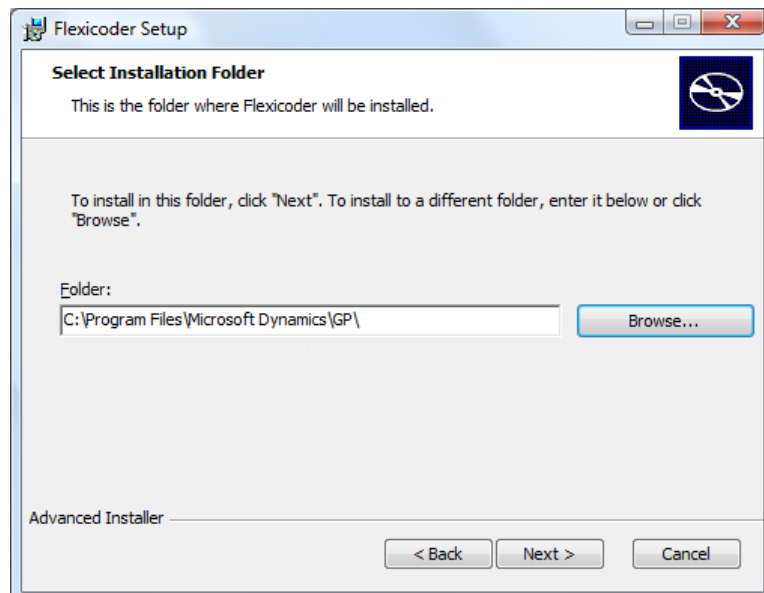 Flexicoder Setup
Select Installation Folder
This is the folder where Flexicoder will be installed.
To install in this folder, click "Next". To install to a different folder, enter it below or click
"Browse".
Folder:
C:\Program Files\Microsoft Dynamics\GP\
Browse...
Advanced Installer
< Back
Next >
Cancel